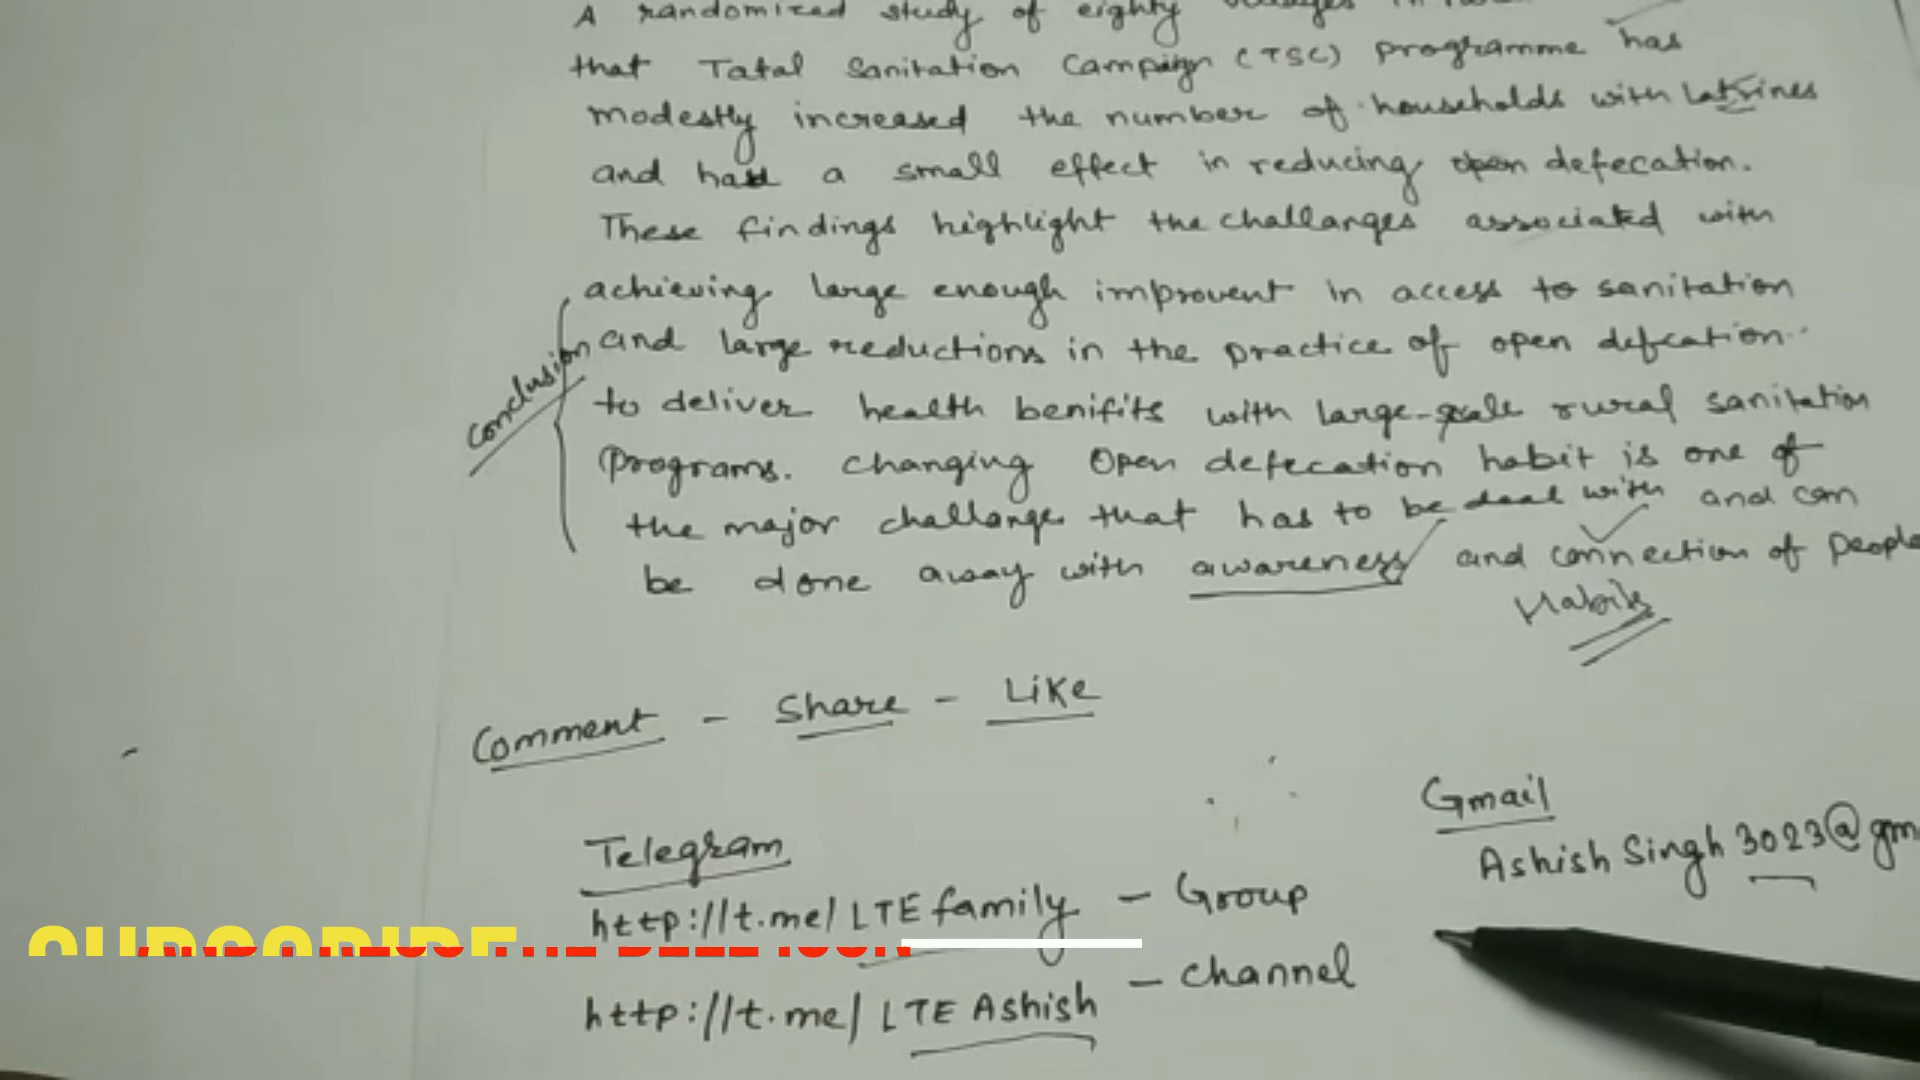 A randomized study of eighty villages in
that Tatal Sanitation Campaign (TSC) programme has
modestly increased the number of households with Latrines
and had a small effect in reducing open defecation.
These findings highlight the challanges associated with
achieving large enough improvent in access to sanitation
and large reductions in the practice of open defcation
to deliver health benifits with large-scale rural sanitation
programs. Changing Open defecation habit is one of
the major challange that has to be deal with and can
be done away with awareness and connection of people
Habits
Conclusion
Comment - Share - Like
Telegram
http://t.me/LTE family - Group
http://t.me/LTE Ashish - channel
Gmail
Ashish Singh 3023@gm
SUBSCRIBE